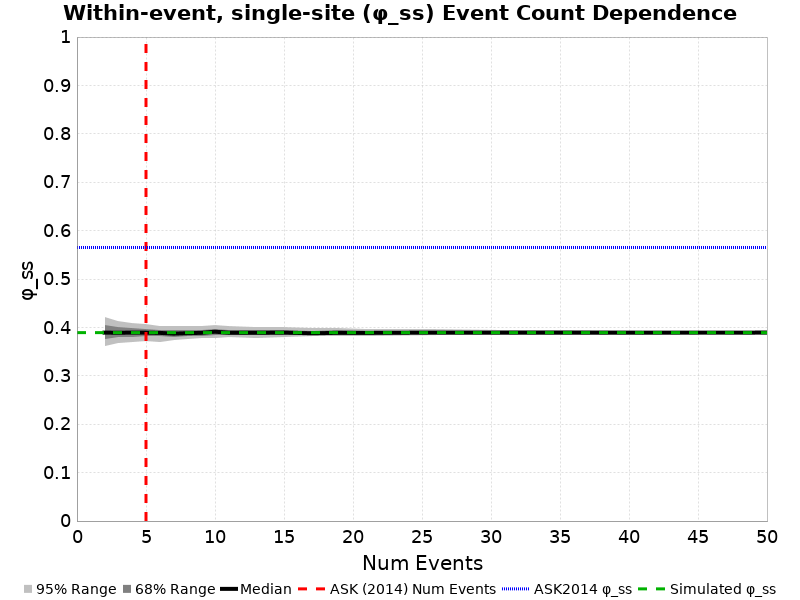 Within-event, single-site (φ_ss) Event Count Dependence
1
0.9
0.8
0.7
0.6
0.5
0.4
0.3
0.2
0.1
0
φ_ss
0 5 10 15 20 25 30 35 40 45 50
Num Events
95% Range 68% Range Median ASK (2014) Num Events ASK2014 φ_ss Simulated φ_ss